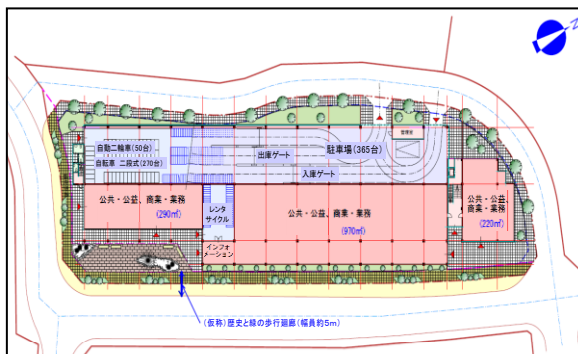 Z
管理室
自動二輪車(50台)
自転車 二段式(270台)
出庫ゲート
駐車場(365台)
入庫ゲート
公共・公益、商業・業務
(290㎡)
レンタ
サイクル
公共・公益、商業・業務
(970㎡)
公共・公益、
商業・業務
(220㎡)
インフォ
メーション
(仮称)歴史と緑の歩行廻廊(幅員約5m)